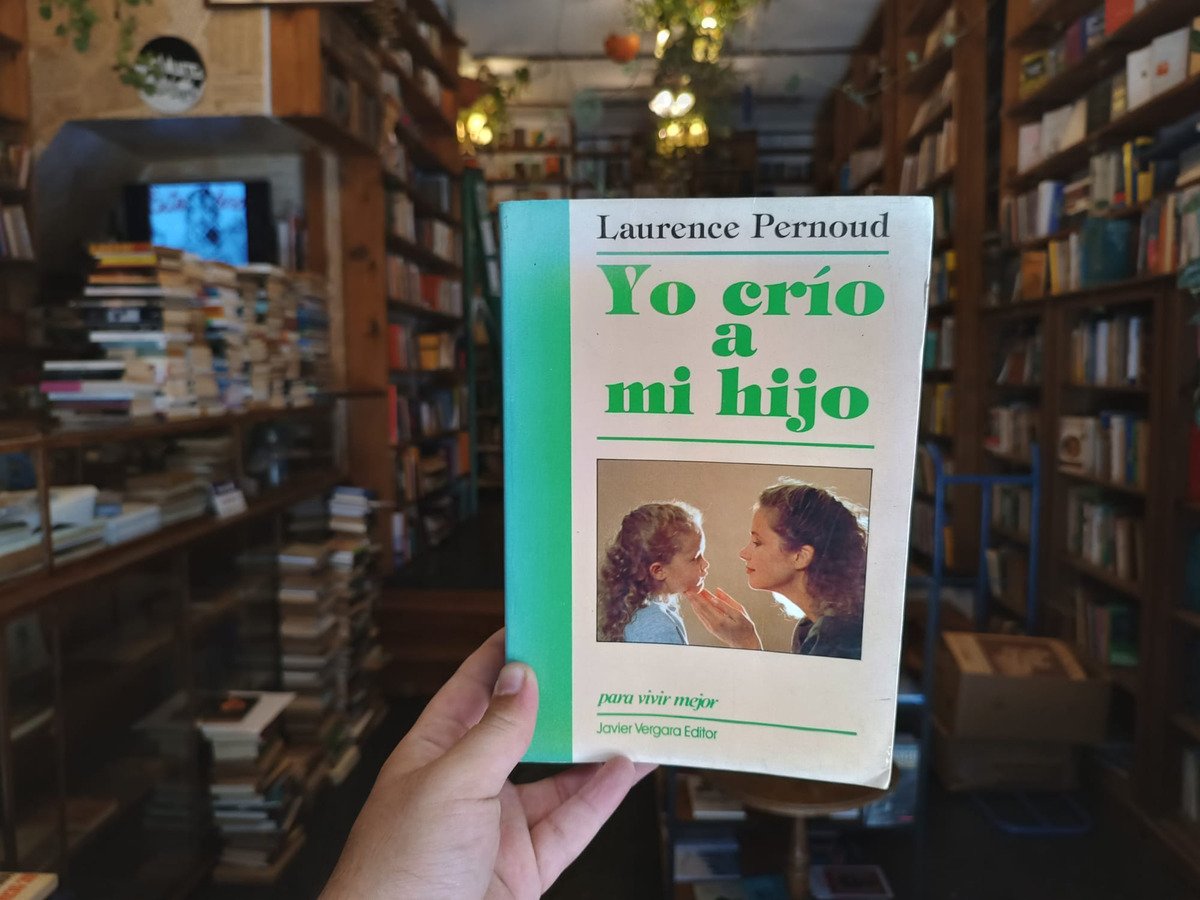 Laurence Pernoud
Yo crío
a
mi hijo
para vivir mejor
Javier Vergara Editor